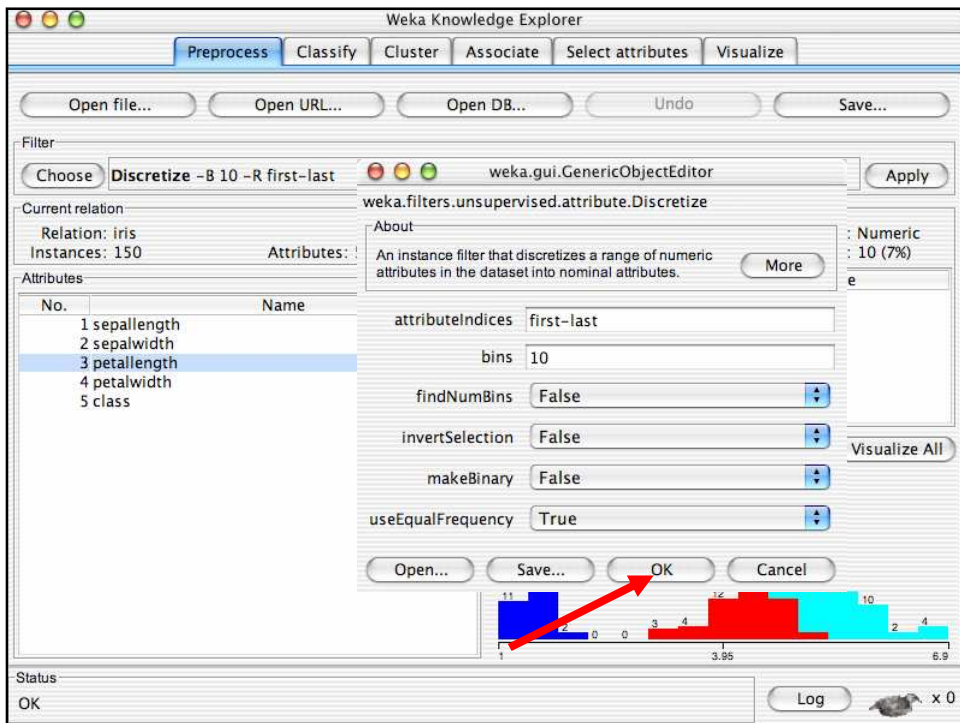 Weka Knowledge Explorer
Preprocess Classify Cluster Associate Select attributes Visualize
Open file... Open URL... Open DB... Undo Save...
Filter
Choose Discretize -B 10 -R first-last
Apply
weka.gui.GenericObjectEditor
weka.filters.unsupervised.attribute.Discretize
About
An instance filter that discretizes a range of numeric
attributes in the dataset into nominal attributes.
More
attributeIndices first-last
bins 10
findNumBins False
invertSelection False
makeBinary False
useEqualFrequency True
Open... Save... OK Cancel
Current relation
Relation: iris
Instances: 150 Attributes:
: Numeric
: 10 (7%)
e
Attributes
No. Name
1 sepallength
2 sepalwidth
3 petallength
4 petalwidth
5 class
Visualize All
11 2 0 0 3 4 12 10 2 4
1 3.95 6.9
Status
OK
Log x 0